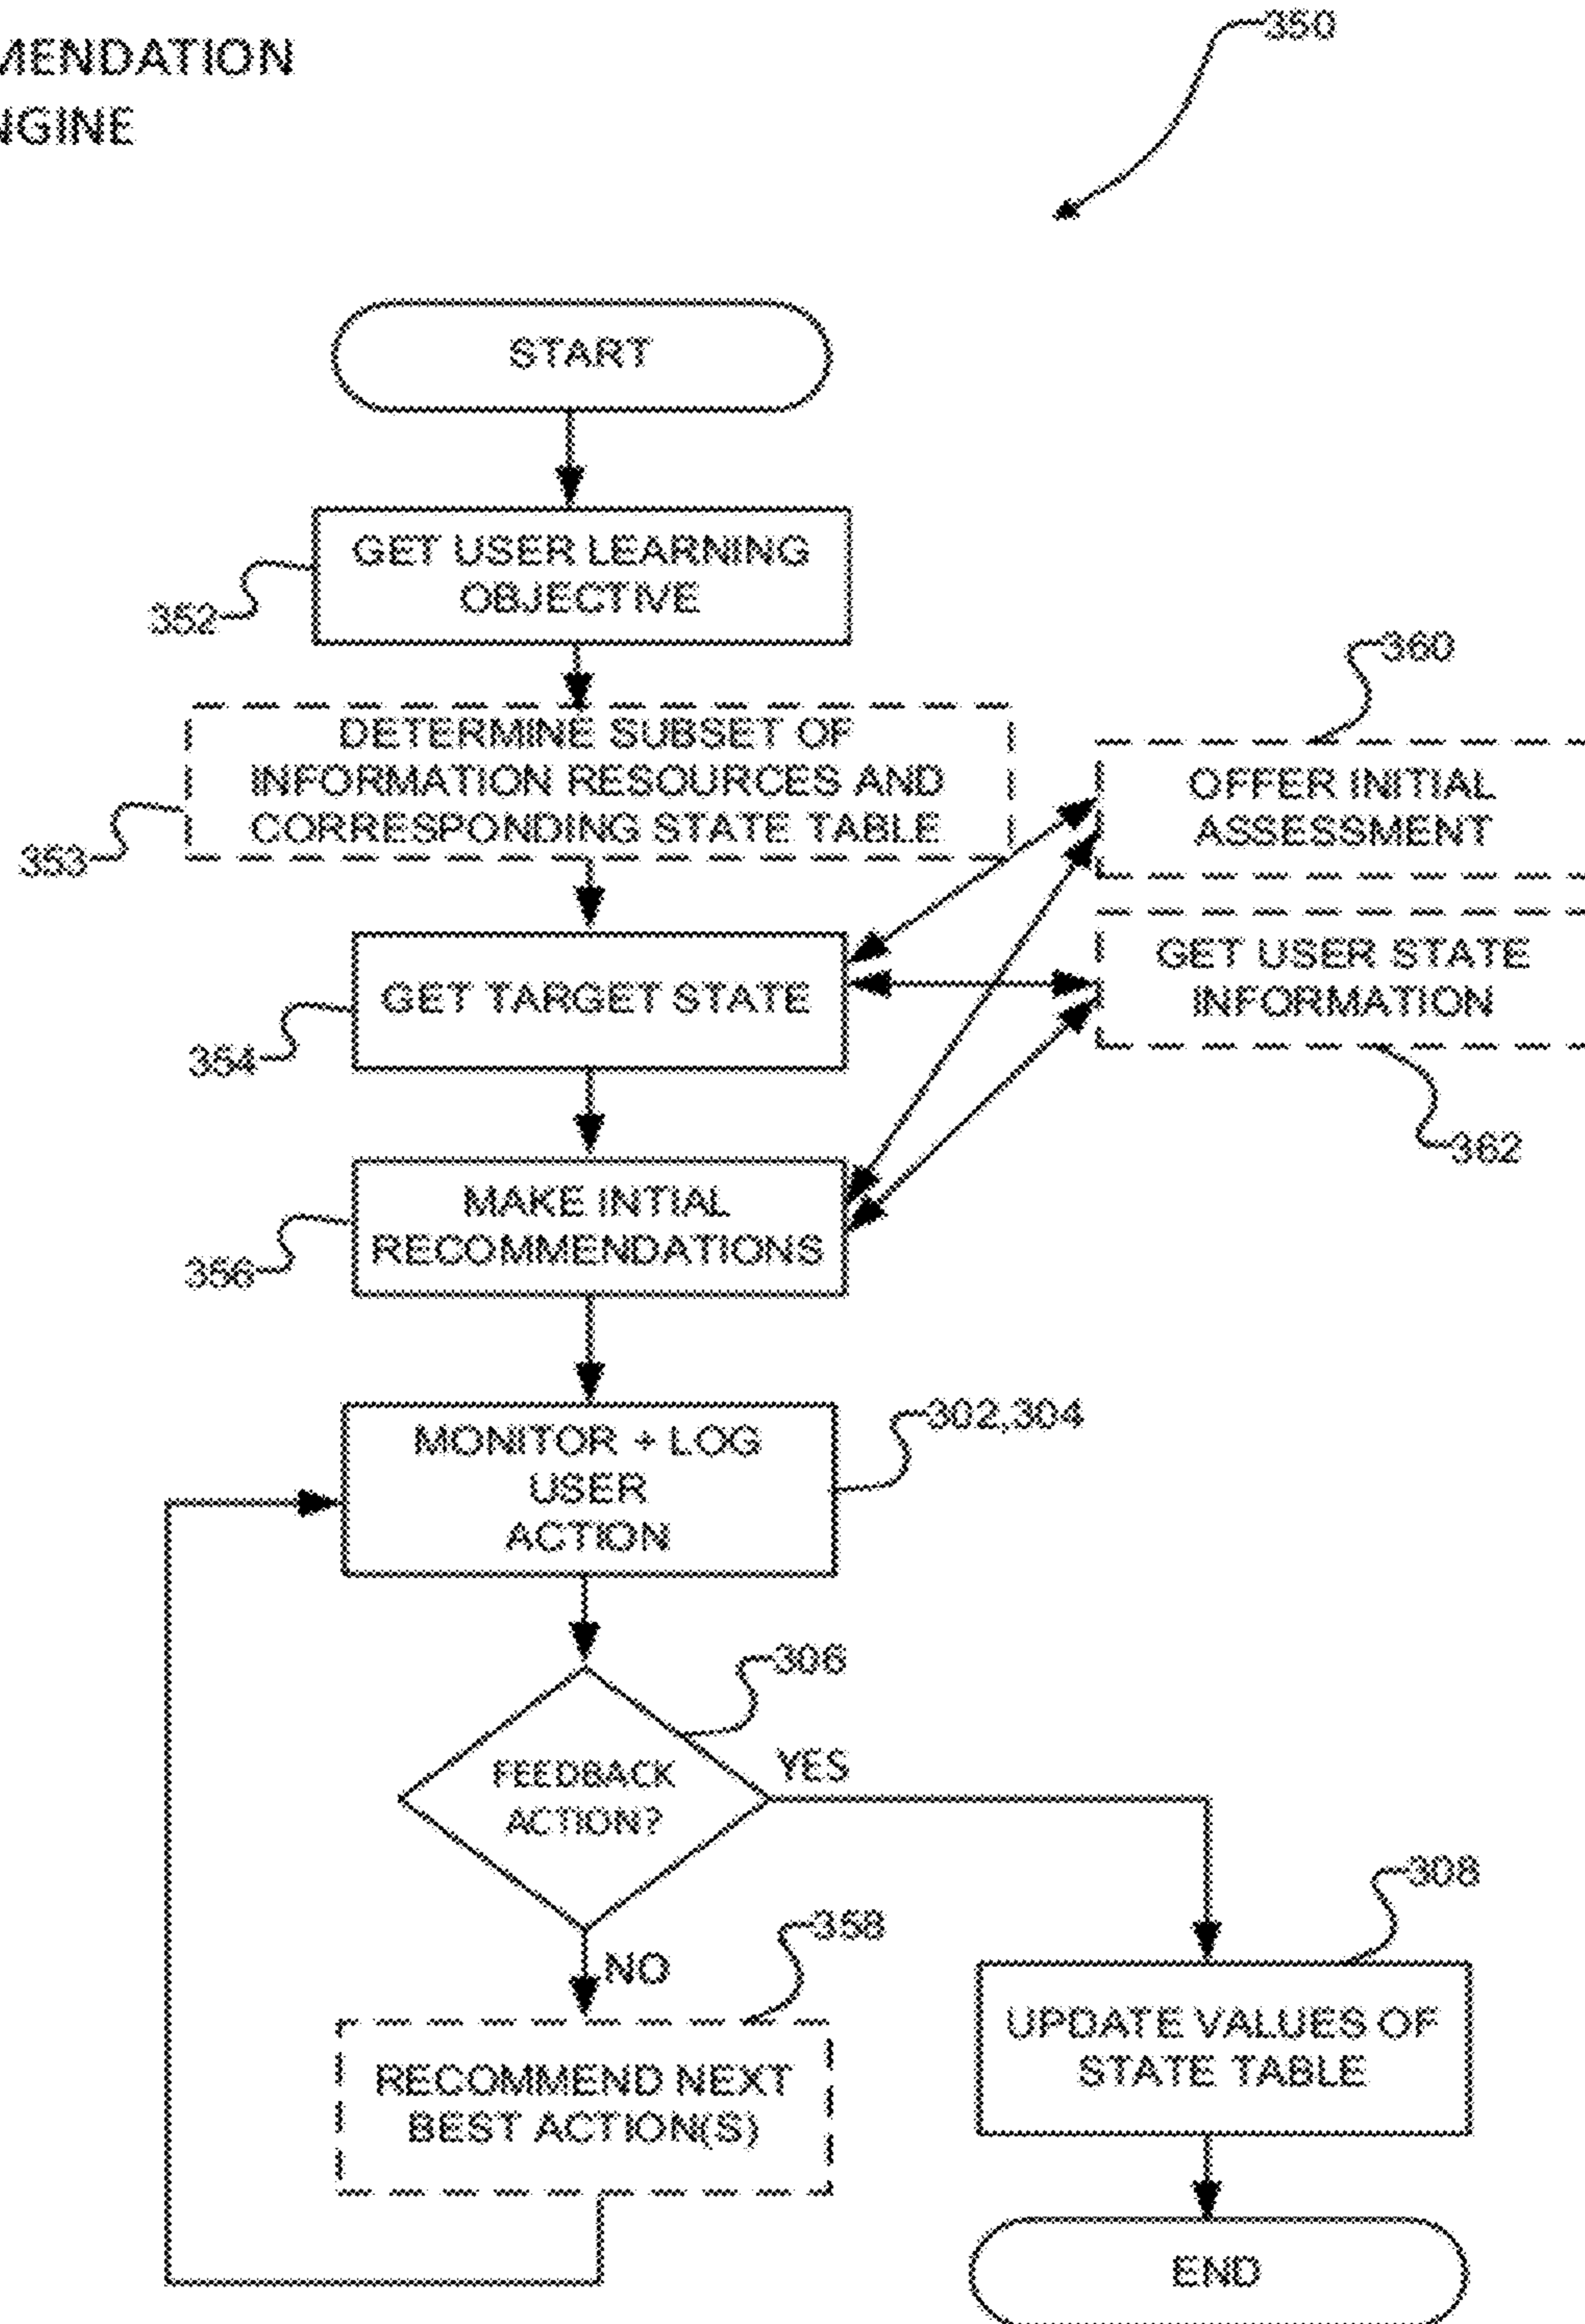 MENDATION
NGINE
350
START
GET USER LEARNING
OBJECTIVE
352
360
DETERMINE SUBSET OF
INFORMATION RESOURCES AND
CORRESPONDING STATE TABLE
353
OFFER INITIAL
ASSESSMENT
GET USER STATE
INFORMATION
GET TARGET STATE
354
362
MAKE INTIAL
RECOMMENDATIONS
356
302,304
MONITOR + LOG
USER
ACTION
306
YES
FEEDBACK
ACTION?
308
358
NO
UPDATE VALUES OF
STATE TABLE
RECOMMEND NEXT
BEST ACTION(S)
END